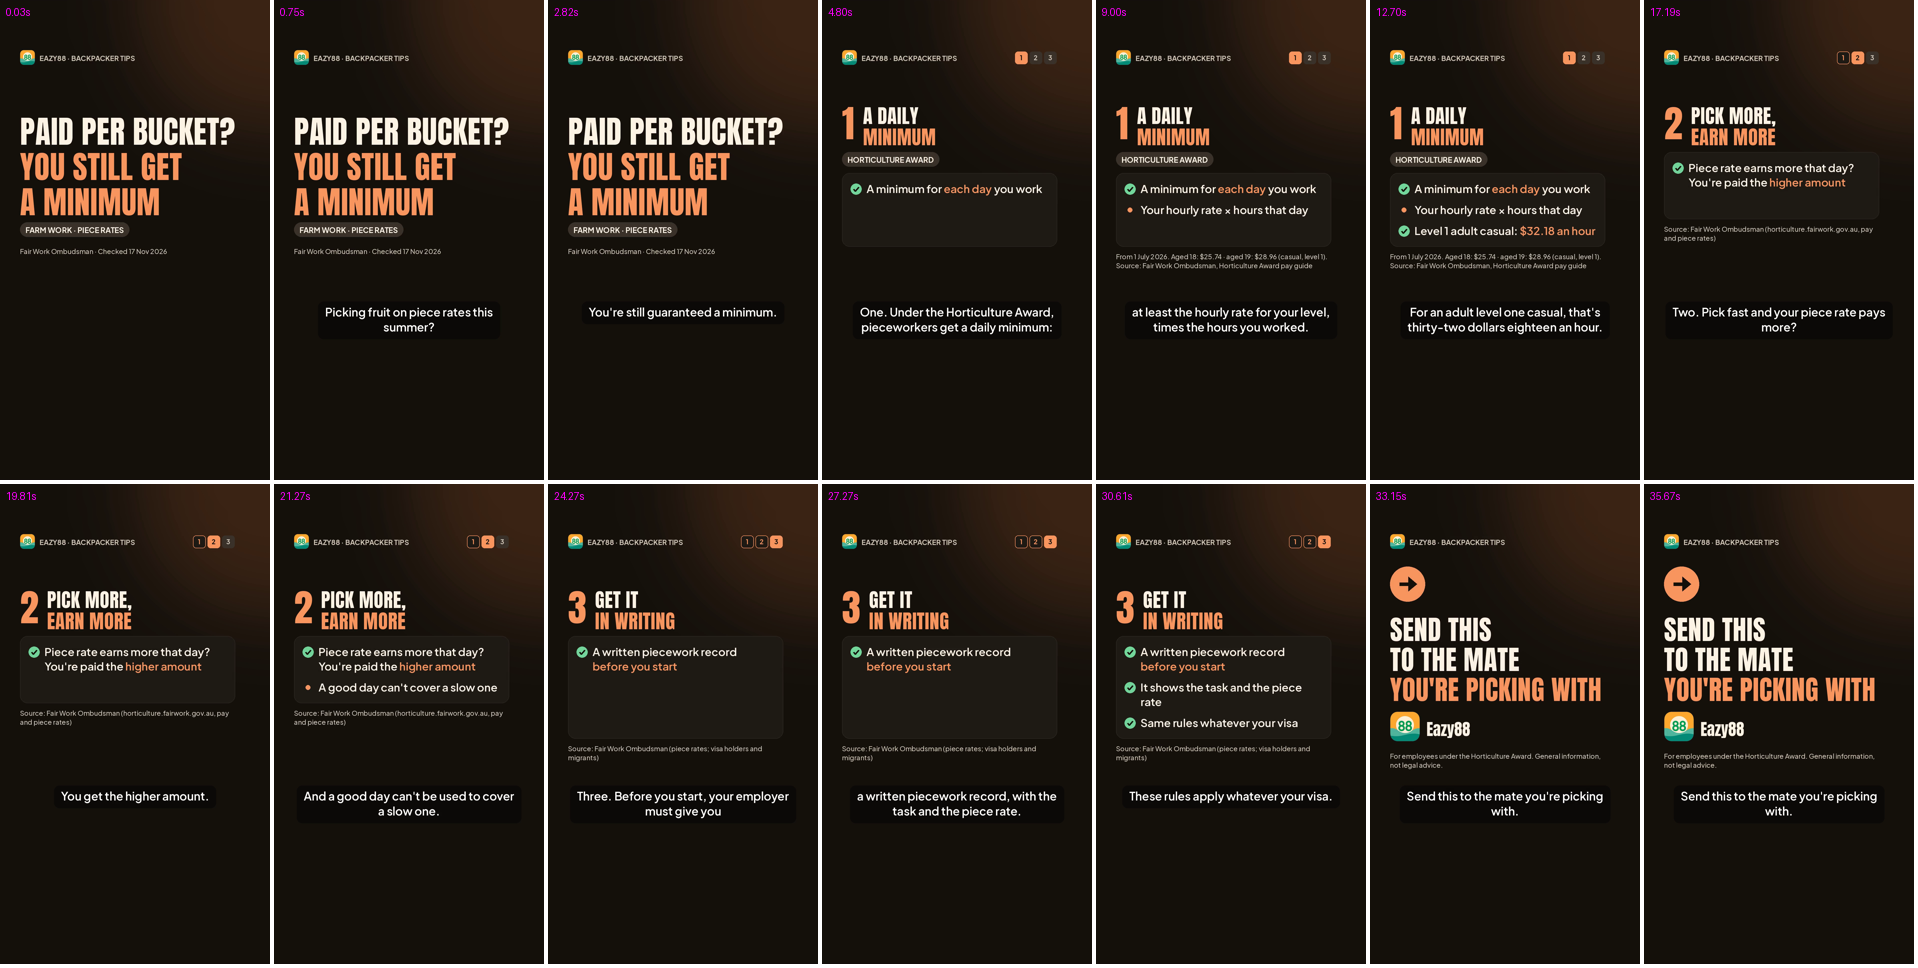 0.03s
88 EAZY88 · BACKPACKER TIPS
PAID PER BUCKET?
YOU STILL GET
A MINIMUM
FARM WORK · PIECE RATES
Fair Work Ombudsman · Checked 17 Nov 2026
0.75s
88 EAZY88 · BACKPACKER TIPS
PAID PER BUCKET?
YOU STILL GET
A MINIMUM
FARM WORK · PIECE RATES
Fair Work Ombudsman · Checked 17 Nov 2026
Picking fruit on piece rates this
summer?
2.82s
88 EAZY88 · BACKPACKER TIPS
PAID PER BUCKET?
YOU STILL GET
A MINIMUM
FARM WORK · PIECE RATES
Fair Work Ombudsman · Checked 17 Nov 2026
You're still guaranteed a minimum.
4.80s
88 EAZY88 · BACKPACKER TIPS 1 2 3
1 A DAILY
MINIMUM
HORTICULTURE AWARD
A minimum for each day you work
One. Under the Horticulture Award,
pieceworkers get a daily minimum:
9.00s
88 EAZY88 · BACKPACKER TIPS 1 2 3
1 A DAILY
MINIMUM
HORTICULTURE AWARD
A minimum for each day you work
Your hourly rate × hours that day
From 1 July 2026. Aged 18: $25.74 · aged 19: $28.96 (casual, level 1).
Source: Fair Work Ombudsman, Horticulture Award pay guide
at least the hourly rate for your level,
times the hours you worked.
12.70s
88 EAZY88 · BACKPACKER TIPS 1 2 3
1 A DAILY
MINIMUM
HORTICULTURE AWARD
A minimum for each day you work
Your hourly rate × hours that day
Level 1 adult casual: $32.18 an hour
From 1 July 2026. Aged 18: $25.74 · aged 19: $28.96 (casual, level 1).
Source: Fair Work Ombudsman, Horticulture Award pay guide
For an adult level one casual, that's
thirty-two dollars eighteen an hour.
17.19s
88 EAZY88 · BACKPACKER TIPS 1 2 3
2 PICK MORE,
EARN MORE
Piece rate earns more that day?
You're paid the higher amount
Source: Fair Work Ombudsman (horticulture.fairwork.gov.au, pay
and piece rates)
Two. Pick fast and your piece rate pays
more?
19.81s
88 EAZY88 · BACKPACKER TIPS 1 2 3
2 PICK MORE,
EARN MORE
Piece rate earns more that day?
You're paid the higher amount
Source: Fair Work Ombudsman (horticulture.fairwork.gov.au, pay
and piece rates)
You get the higher amount.
21.27s
88 EAZY88 · BACKPACKER TIPS 1 2 3
2 PICK MORE,
EARN MORE
Piece rate earns more that day?
You're paid the higher amount
A good day can't cover a slow one
Source: Fair Work Ombudsman (horticulture.fairwork.gov.au, pay
and piece rates)
And a good day can't be used to cover
a slow one.
24.27s
88 EAZY88 · BACKPACKER TIPS 1 2 3
3 GET IT
IN WRITING
A written piecework record
before you start
Source: Fair Work Ombudsman (piece rates; visa holders and
migrants)
Three. Before you start, your employer
must give you
27.27s
88 EAZY88 · BACKPACKER TIPS 1 2 3
3 GET IT
IN WRITING
A written piecework record
before you start
Source: Fair Work Ombudsman (piece rates; visa holders and
migrants)
a written piecework record, with the
task and the piece rate.
30.61s
88 EAZY88 · BACKPACKER TIPS 1 2 3
3 GET IT
IN WRITING
A written piecework record
before you start
It shows the task and the piece
rate
Same rules whatever your visa
Source: Fair Work Ombudsman (piece rates; visa holders and
migrants)
These rules apply whatever your visa.
33.15s
88 EAZY88 · BACKPACKER TIPS
SEND THIS
TO THE MATE
YOU'RE PICKING WITH
88 Eazy88
For employees under the Horticulture Award. General information,
not legal advice.
Send this to the mate you're picking
with.
35.67s
88 EAZY88 · BACKPACKER TIPS
SEND THIS
TO THE MATE
YOU'RE PICKING WITH
88 Eazy88
For employees under the Horticulture Award. General information,
not legal advice.
Send this to the mate you're picking
with.